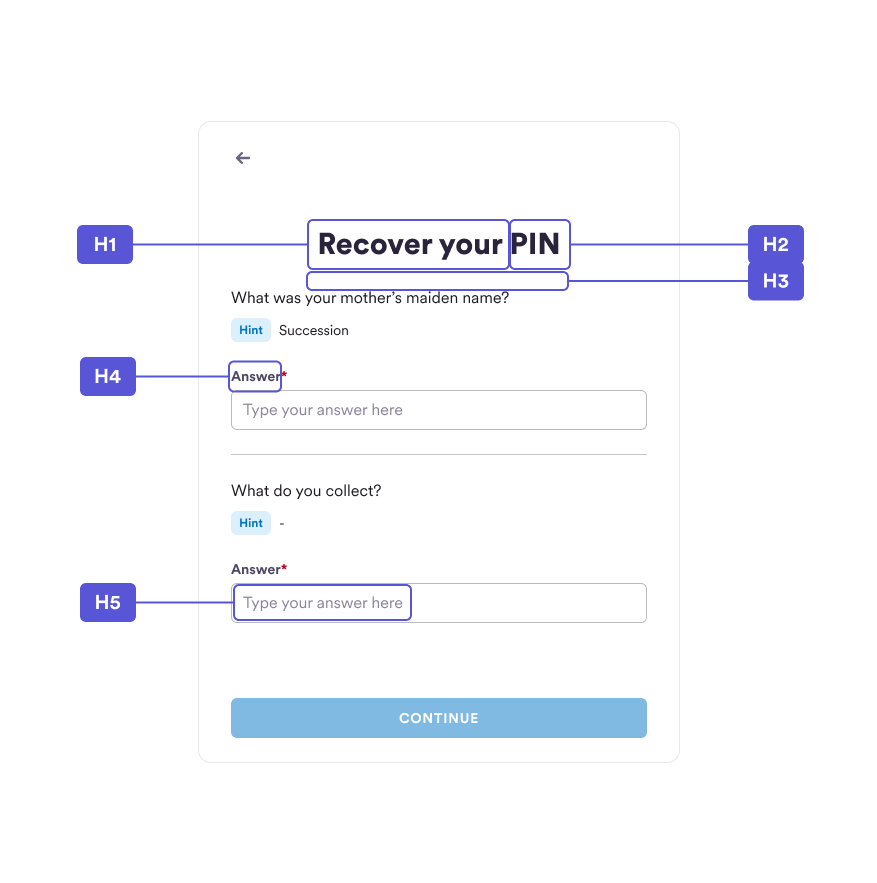 H1
Recover your PIN
H2
H3
What was your mother's maiden name?
Hint Succession
H4
Answer*
Type your answer here
What do you collect?
Hint -
Answer*
H5
Type your answer here
CONTINUE